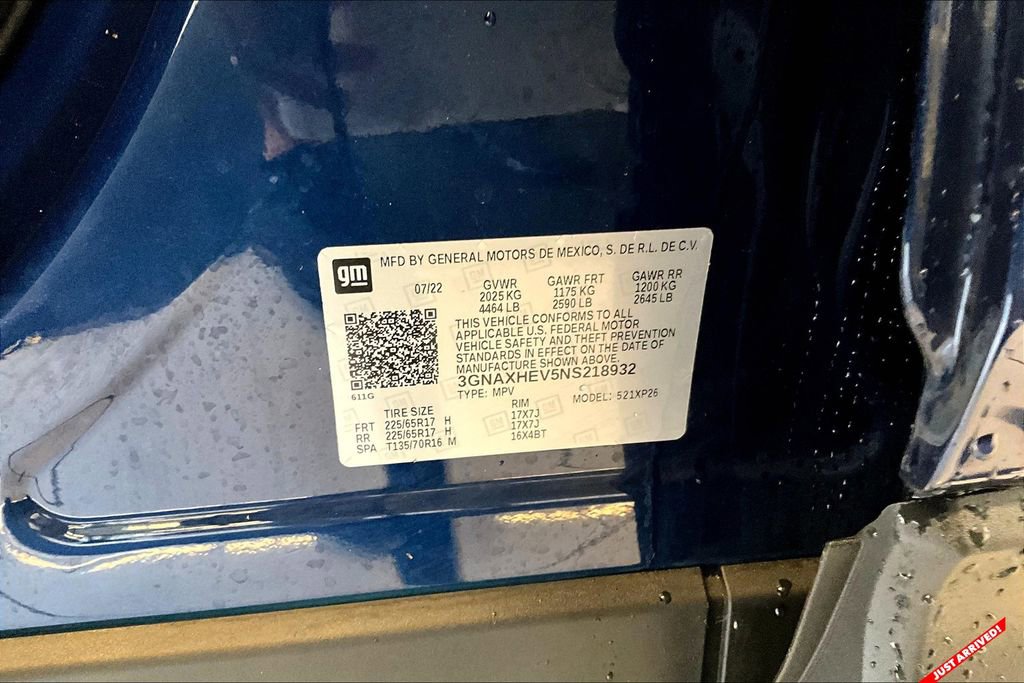 gm
MFD BY GENERAL MOTORS DE MEXICO, S. DE R.L. DE C.V.
07/22 GVWR GAWR FRT GAWR RR
2025 KG 1175 KG 1200 KG
4464 LB 2590 LB 2645 LB
THIS VEHICLE CONFORMS TO ALL
APPLICABLE U.S. FEDERAL MOTOR
VEHICLE SAFETY AND THEFT PREVENTION
STANDARDS IN EFFECT ON THE DATE OF
MANUFACTURE SHOWN ABOVE.
3GNAXHEV5NS218932
611G TYPE: MPV MODEL: 521XP26
TIRE SIZE RIM
FRT 225/65R17 H 17X7J
RR 225/65R17 H 17X7J
SPA T135/70R16 M 16X4BT
JUST ARRIVED!